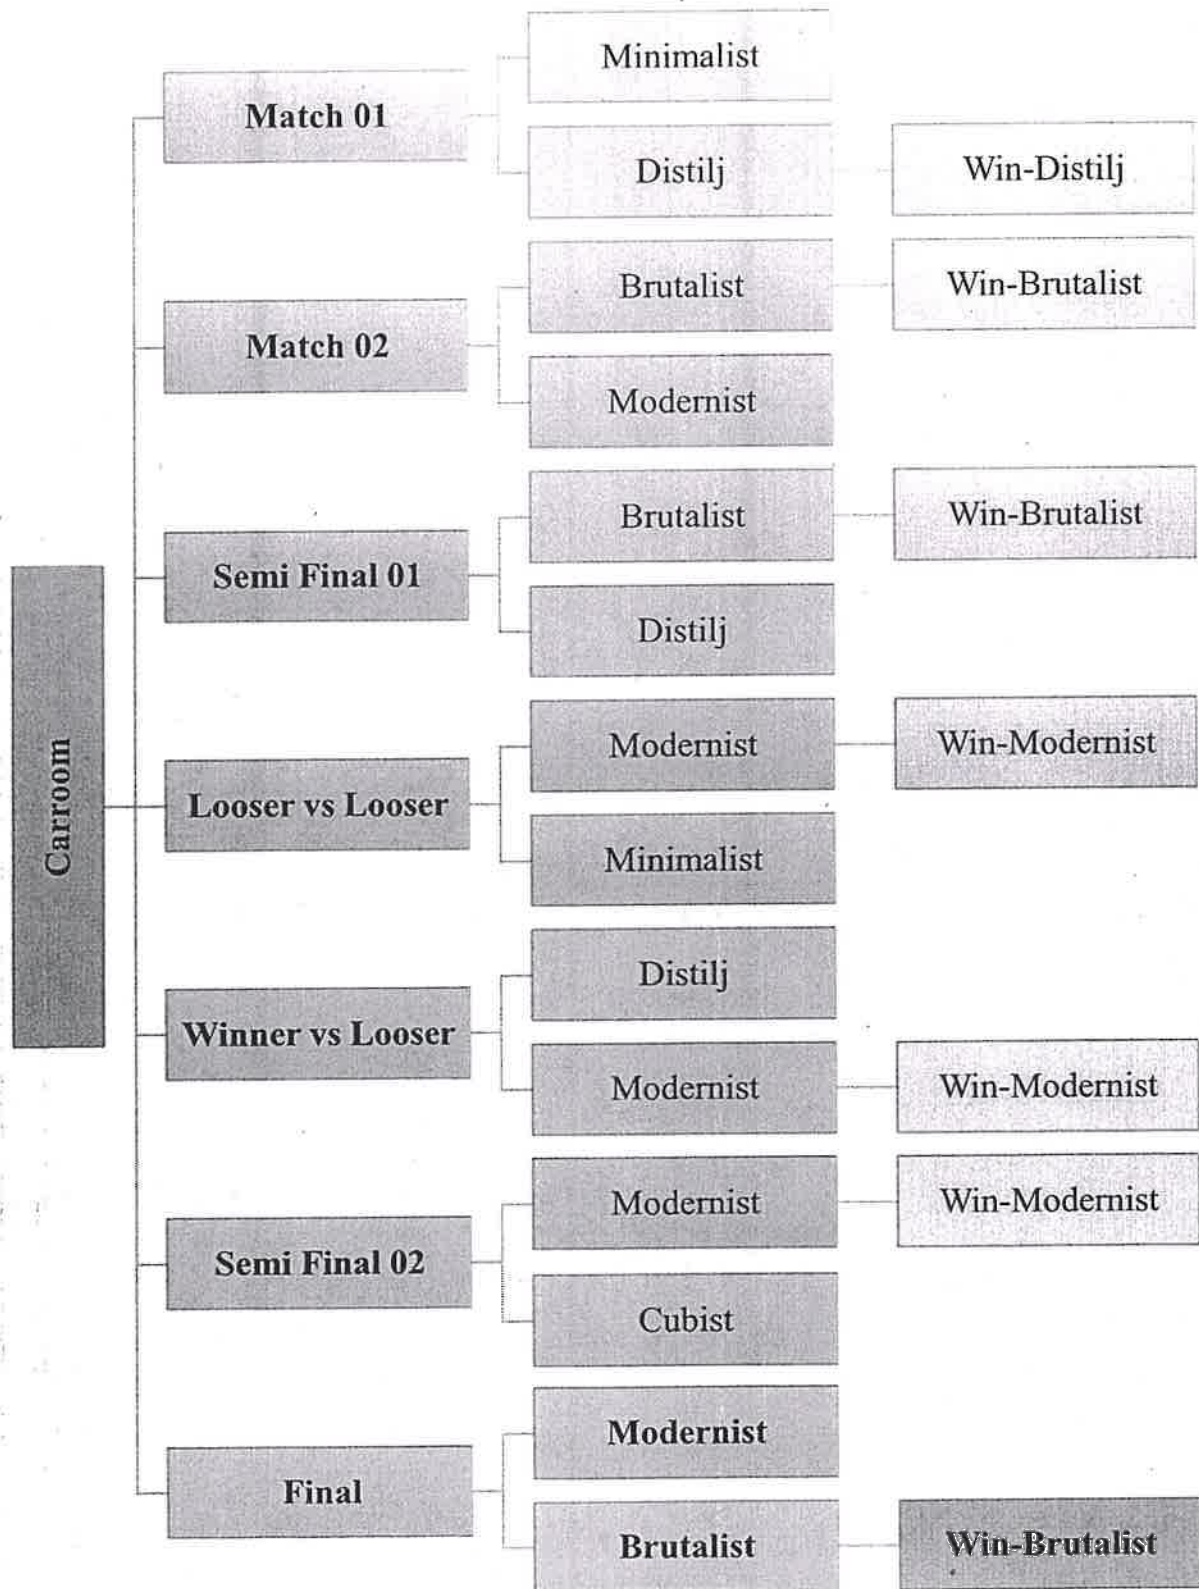 Carroom
Match 01
Minimalist
Distilj
Win-Distilj
Match 02
Brutalist
Win-Brutalist
Modernist
Semi Final 01
Brutalist
Win-Brutalist
Distilj
Looser vs Looser
Modernist
Win-Modernist
Minimalist
Winner vs Looser
Distilj
Modernist
Win-Modernist
Semi Final 02
Modernist
Win-Modernist
Cubist
Final
Modernist
Brutalist
Win-Brutalist